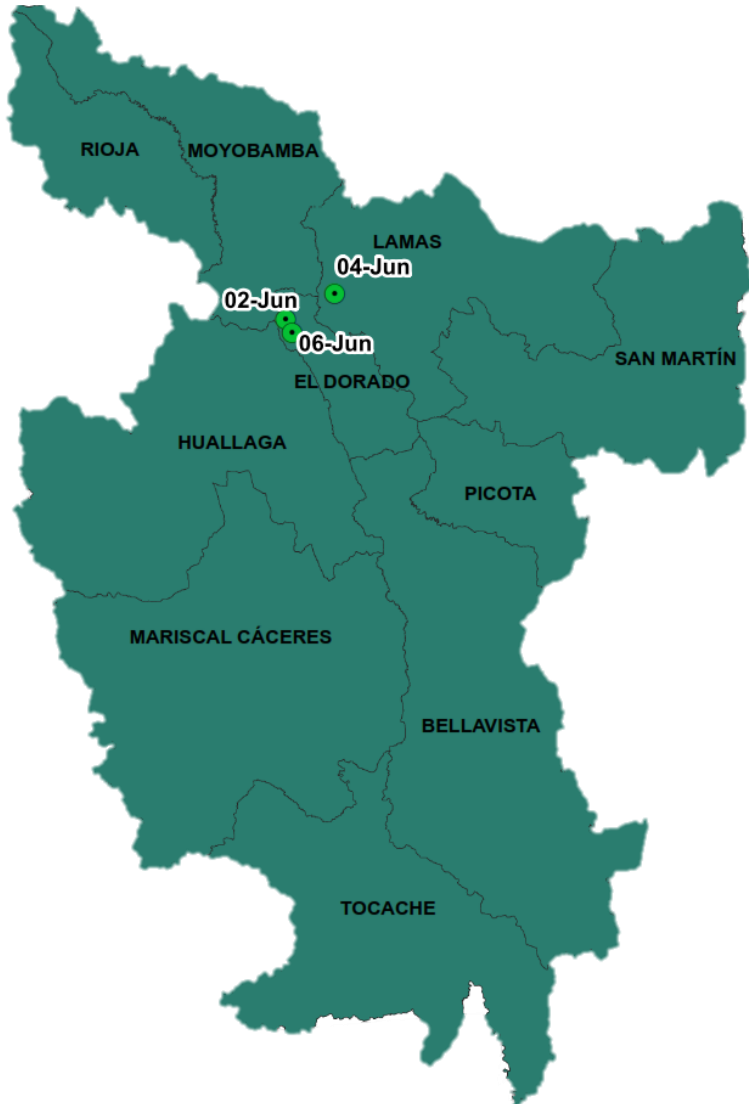 RIOJA
MOYOBAMBA
LAMAS
04-Jun
02-Jun
06-Jun
SAN MARTÍN
EL DORADO
HUALLAGA
PICOTA
MARISCAL CÁCERES
BELLAVISTA
TOCACHE